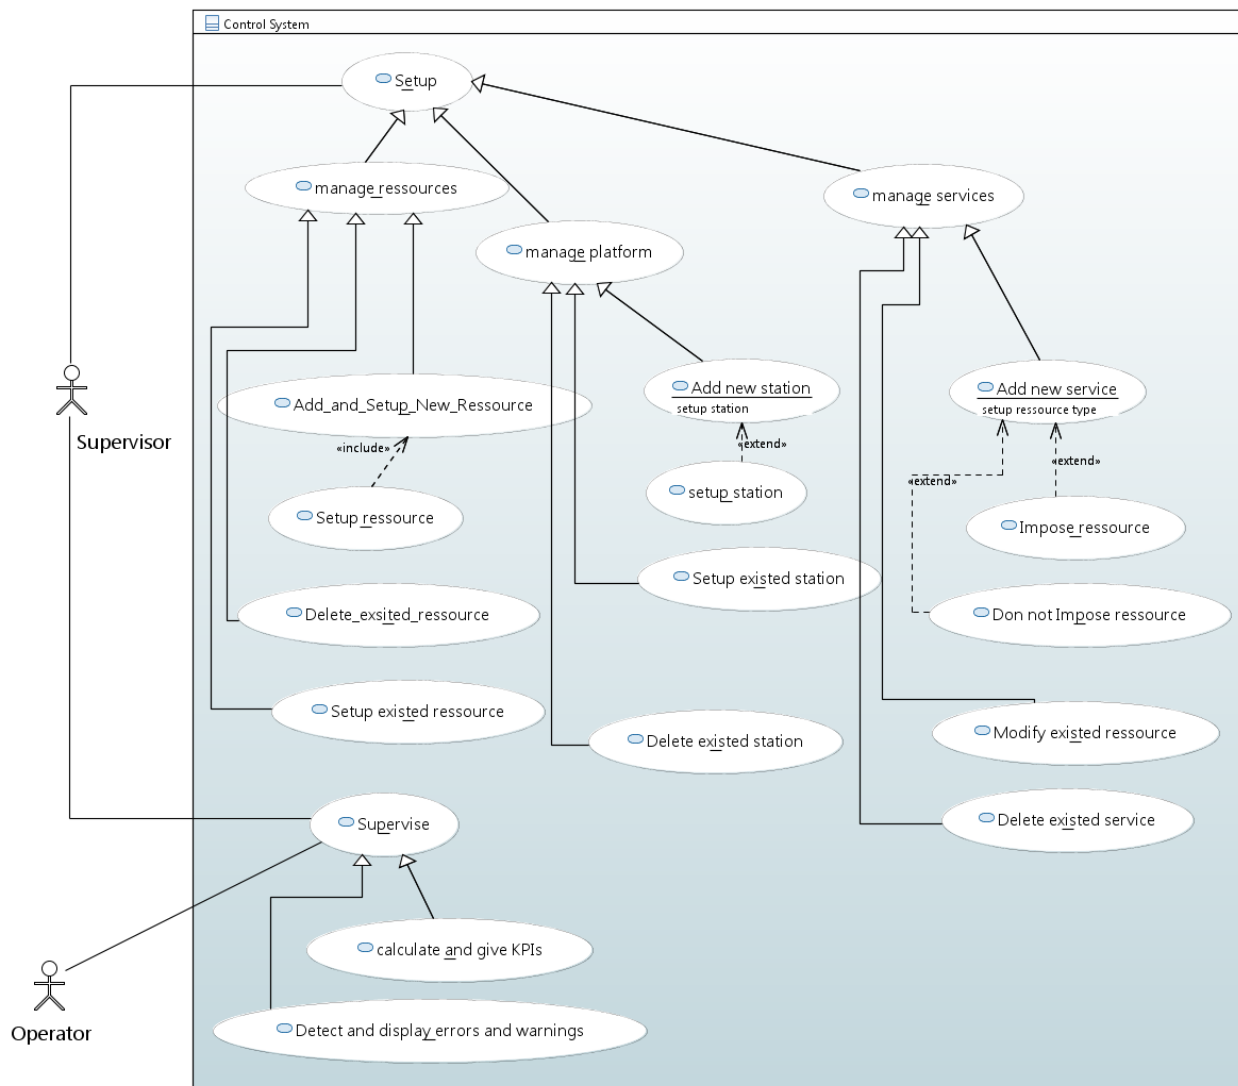 Control System
Setup
manage ressources
manage services
manage platform
Add new station
setup station
Add new service
setup ressource type
Add_and_Setup_New_Ressource
Supervisor
«include»
«extend»
«extend»
«extend»
setup_station
Setup ressource
Impose ressource
Setup existed station
Delete_exsited_ressource
Don not Impose ressource
Setup existed ressource
Modify existed ressource
Delete existed station
Supervise
Delete existed service
calculate and give KPIs
Operator
Detect and display errors and warnings